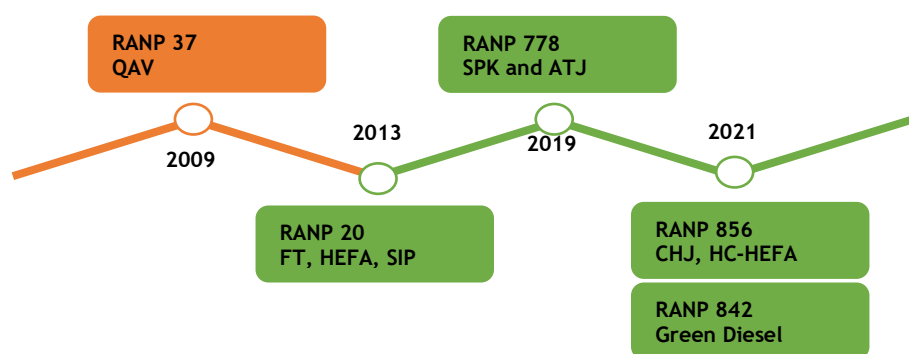 RANP 37
QAV
2009
2013
RANP 20
FT, HEFA, SIP
RANP 778
SPK and ATJ
2019
2021
RANP 856
CHJ, HC-HEFA
RANP 842
Green Diesel